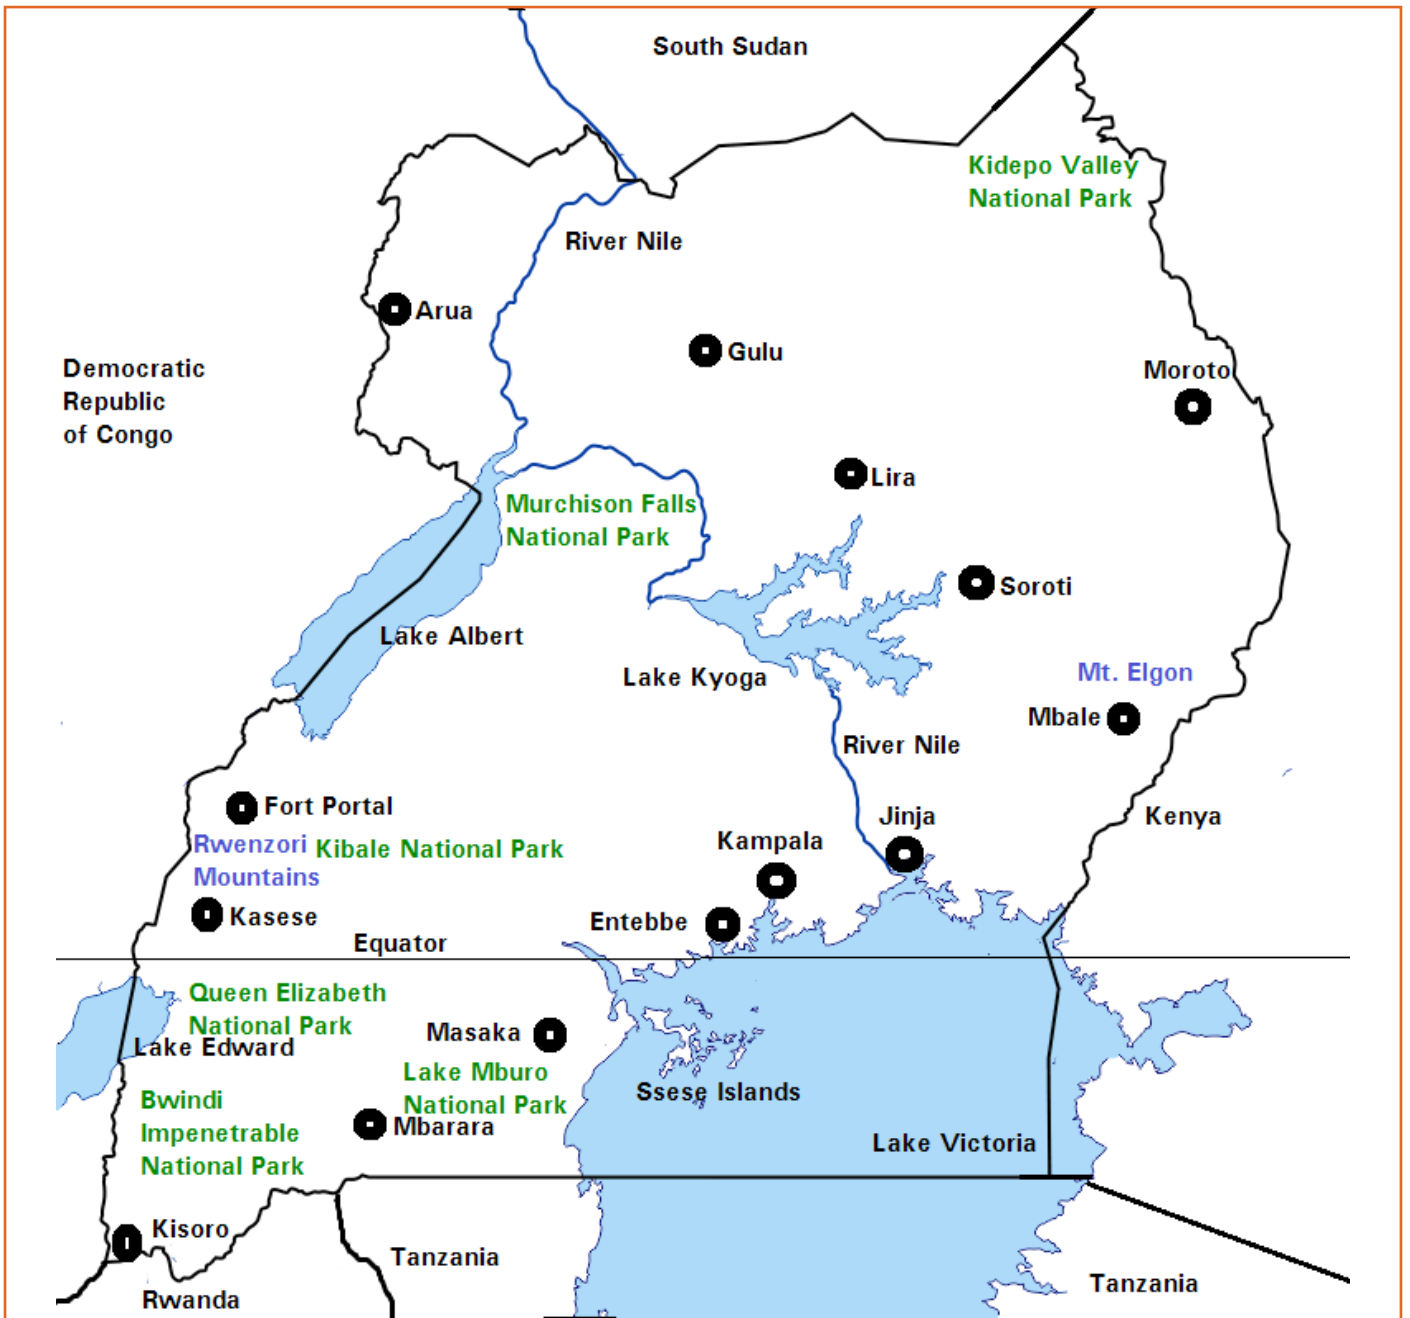 South Sudan
Kidepo Valley
National Park
River Nile
Arua
Gulu
Democratic
Republic
of Congo
Moroto
Lira
Murchison Falls
National Park
Soroti
Lake Albert
Lake Kyoga
Mt. Elgon
Mbale
River Nile
Fort Portal
Jinja
Kenya
Rwenzori
Mountains
Kibale National Park
Kampala
Kasese
Entebbe
Equator
Queen Elizabeth
National Park
Masaka
Lake Edward
Lake Mburo
National Park
Ssese Islands
Bwindi
Impenetrable
National Park
Mbarara
Lake Victoria
Kisoro
Tanzania
Tanzania
Rwanda